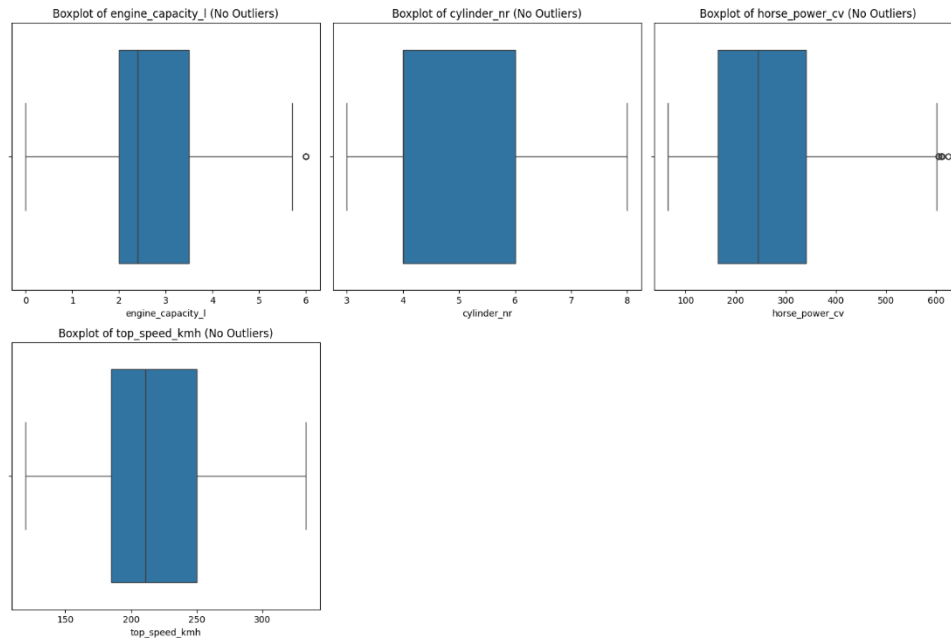 Boxplot of engine_capacity_l (No Outliers)
0 1 2 3 4 5 6
engine_capacity_l
Boxplot of cylinder_nr (No Outliers)
3 4 5 6 7 8
cylinder_nr
Boxplot of horse_power_cv (No Outliers)
100 200 300 400 500 600
horse_power_cv
Boxplot of top_speed_kmh (No Outliers)
150 200 250 300
top_speed_kmh